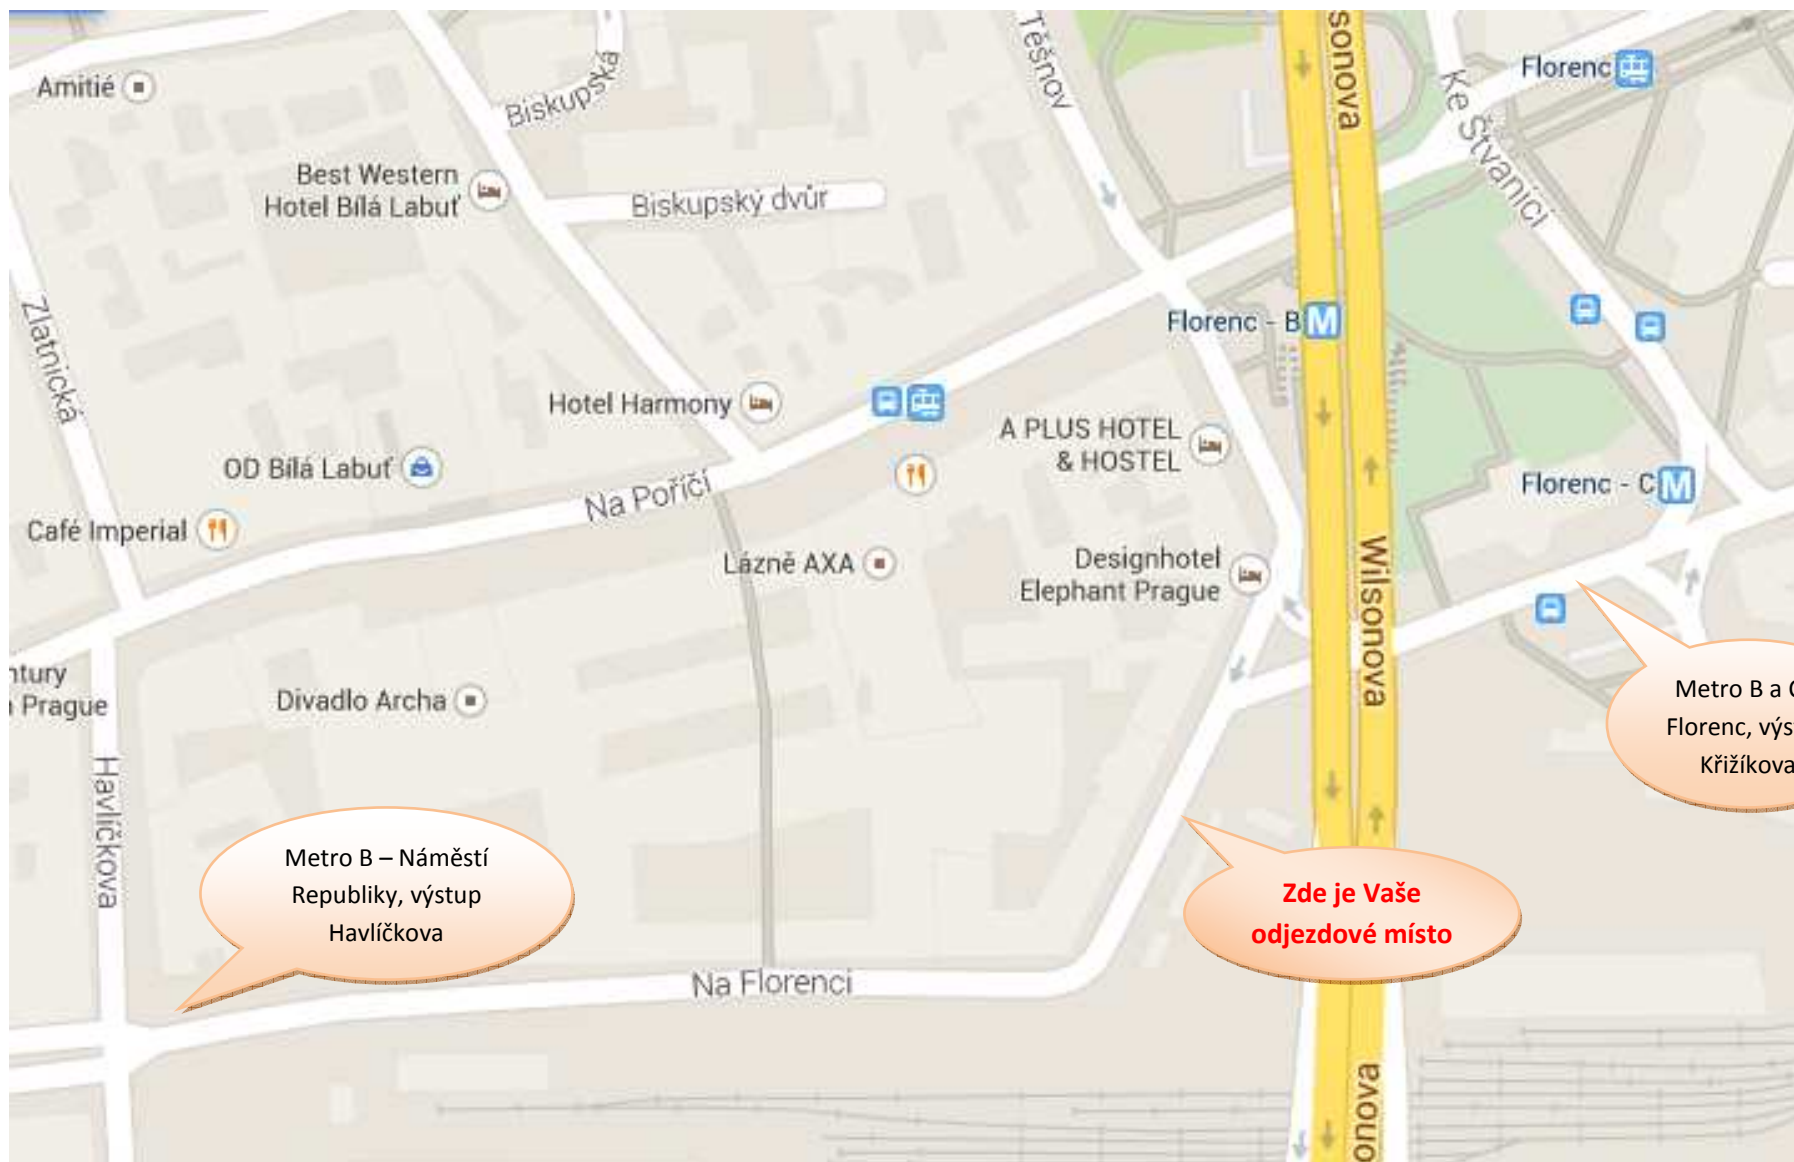 sonova
Těšnov
Florenc
Amitié
Biskupská
Ke Štvanici
Best Western
Hotel Bílá Labuť
Biskupský dvůr
Zlatnická
Florenc - B
M
Hotel Harmony
A PLUS HOTEL
& HOSTEL
OD Bílá Labuť
Na Poříčí
Florenc - C
M
Café Imperial
Lázně AXA
Designhotel
Elephant Prague
Wilsonova
ntury
Prague
Divadlo Archa
Metro B a C
Florenc, výs
Křižíkova
Havlíčkova
Metro B – Náměstí
Republiky, výstup
Havlíčkova
Zde je Vaše
odjezdové místo
Na Florenci
onova